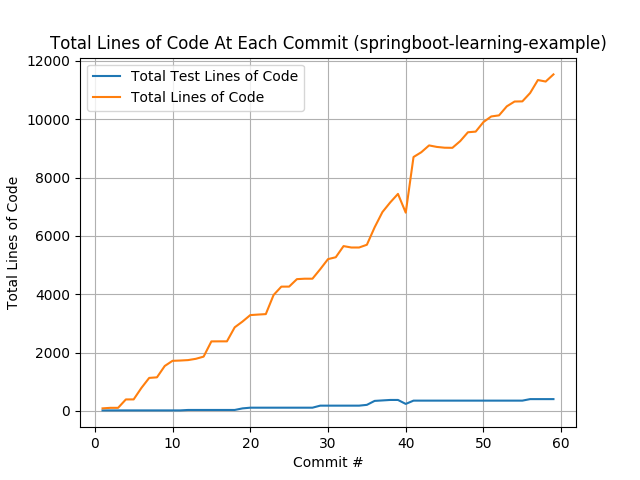 Total Lines of Code At Each Commit (springboot-learning-example)
Total Test Lines of Code
Total Lines of Code
Total Lines of Code
12000
10000
8000
6000
4000
2000
0
0 10 20 30 40 50 60
Commit #